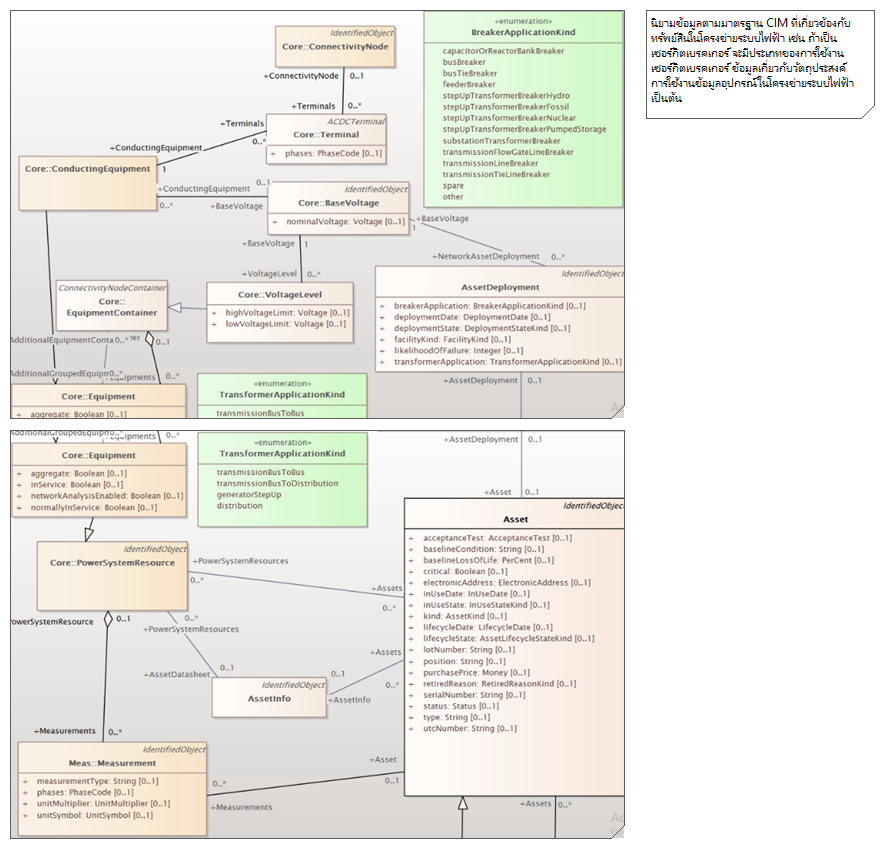 IdentifiedObject
Core::ConnectivityNode
+ConnectivityNode 0..1
+Terminals 0..*
«enumeration»
BreakerApplicationKind
capacitorOrReactorBankBreaker
busBreaker
busTieBreaker
feederBreaker
stepUpTransformerBreakerHydro
stepUpTransformerBreakerFossil
stepUpTransformerBreakerNuclear
stepUpTransformerBreakerPumpedStorage
substationTransformerBreaker
transmissionFlowGateLineBreaker
transmissionLineBreaker
transmissionTieLineBreaker
spare
other
นิยามข้อมูลตามมาตรฐาน CIM ที่เกี่ยวข้องกับ
ทรัพย์สินในโครงข่ายระบบไฟฟ้า เช่น ถ้าเป็น
เซอร์กิตเบรคเกอร์ จะมีประเภทของการใช้งาน
เซอร์กิตเบรคเกอร์ ข้อมูลเกี่ยวกับวัตถุประสงค์
การใช้งานข้อมูลอุปกรณ์ในโครงข่ายระบบไฟฟ้า
เป็นต้น
+Terminals
0..*
ACDCTerminal
Core::Terminal
+ phases: PhaseCode [0..1]
+ConductingEquipment
1
Core::ConductingEquipment
+ConductingEquipment 0..1
0..* +BaseVoltage
IdentifiedObject
Core::BaseVoltage
+ nominalVoltage: Voltage [0..1]
+BaseVoltage
1
+BaseVoltage 1
+VoltageLevel 0..*
+NetworkAssetDeployment 0..*
IdentifiedObject
AssetDeployment
+ breakerApplication: BreakerApplicationKind [0..1]
+ deploymentDate: DeploymentDate [0..1]
+ deploymentState: DeploymentStateKind [0..1]
+ facilityKind: FacilityKind [0..1]
+ likelihoodOfFailure: Integer [0..1]
+ transformerApplication: TransformerApplicationKind [0..1]
ConnectivityNodeContainer
Core::
EquipmentContainer
Core::VoltageLevel
+ highVoltageLimit: Voltage [0..1]
+ lowVoltageLimit: Voltage [0..1]
AdditionalEquipmentConta 0..*
0..1
AdditionalGroupedEquipm 0..*
0..*
+AssetDeployment 0..1
Core::Equipment
+ aggregate: Boolean [0..1]
«enumeration»
TransformerApplicationKind
transmissionBusToBus
0..*
+AssetDeployment 0..1
Core::Equipment
+ aggregate: Boolean [0..1]
+ inService: Boolean [0..1]
+ networkAnalysisEnabled: Boolean [0..1]
+ normallyInService: Boolean [0..1]
«enumeration»
TransformerApplicationKind
transmissionBusToBus
transmissionBusToDistribution
generatorStepUp
distribution
+Asset 0..1
IdentifiedObject
Asset
+ acceptanceTest: AcceptanceTest [0..1]
+ baselineCondition: String [0..1]
+ baselineLossOfLife: PerCent [0..1]
+ critical: Boolean [0..1]
+ electronicAddress: ElectronicAddress [0..1]
+ inUseDate: InUseDate [0..1]
+ inUseState: InUseStateKind [0..1]
+ kind: AssetKind [0..1]
+ lifecycleDate: LifecycleDate [0..1]
+ lifecycleState: AssetLifecycleStateKind [0..1]
+ lotNumber: String [0..1]
+ position: String [0..1]
+ purchasePrice: Money [0..1]
+ retiredReason: RetiredReasonKind [0..1]
+ serialNumber: String [0..1]
+ status: Status [0..1]
+ type: String [0..1]
+ utcNumber: String [0..1]
IdentifiedObject
Core::PowerSystemResource
+PowerSystemResources
0..*
+Assets
0..*
PowerSystemResource 0..1
0..*
+PowerSystemResources
+AssetDatasheet 0..1
IdentifiedObject
AssetInfo
0..1
+AssetInfo
+Assets
0..*
+Measurements 0..*
IdentifiedObject
Meas::Measurement
+ measurementType: String [0..1]
+ phases: PhaseCode [0..1]
+ unitMultiplier: UnitMultiplier [0..1]
+ unitSymbol: UnitSymbol [0..1]
0..*
+Measurements
+Asset
0..1
+Assets 0..*